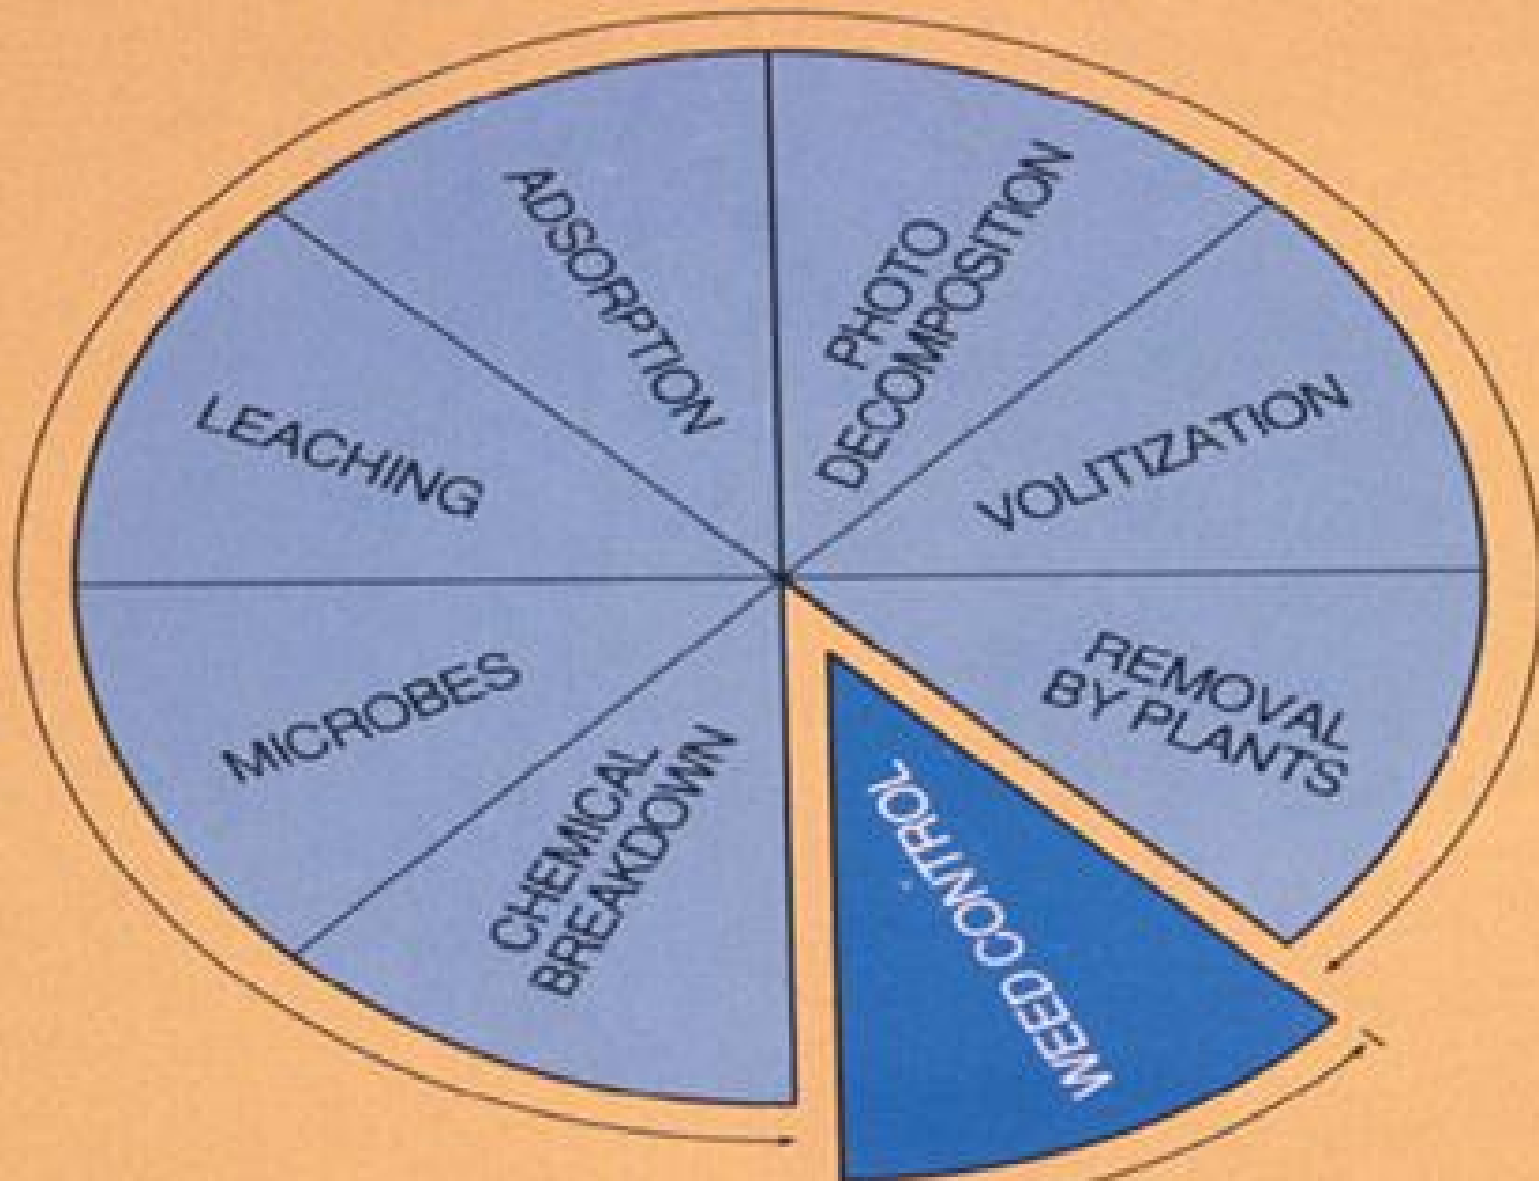 ADSORPTION
PHOTO
DECOMPOSITION
LEACHING
VOLITIZATION
MICROBES
REMOVAL
BY PLANTS
CHEMICAL
BREAKDOWN
WEED CONTROL